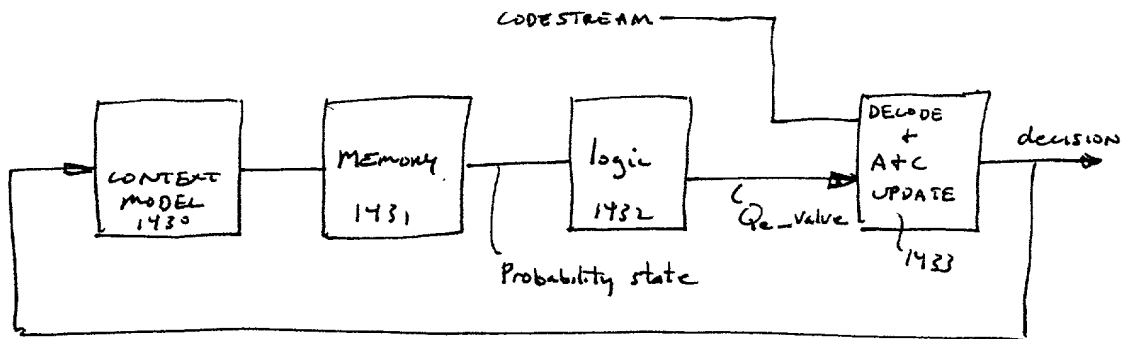 CODESTREAM
CONTEXT
MODEL
1430
MEMORY
1431
logic
1432
DECODE
+
A+C
UPDATE
1433
decision
Qe_value
Probability state